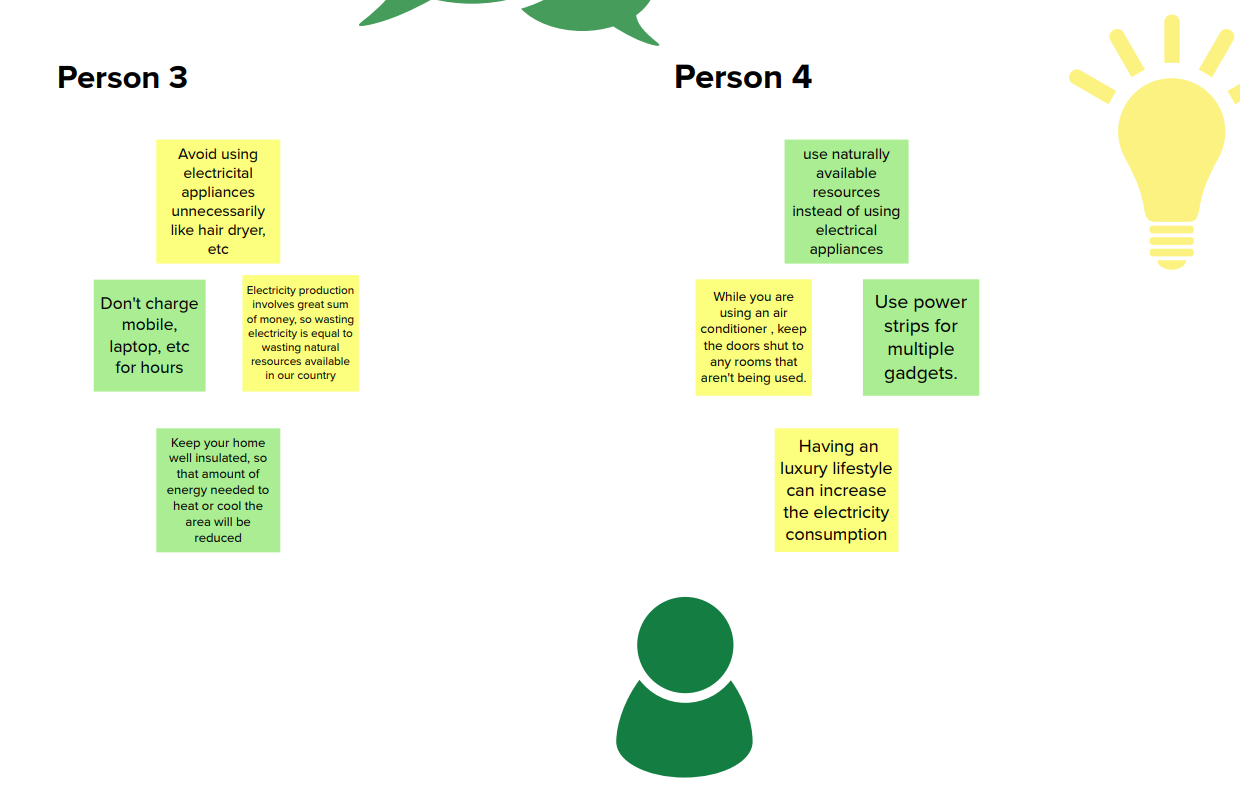 Person 3
Avoid using
electricital
appliances
unnecessarily
like hair dryer,
etc
Don't charge
mobile,
laptop, etc
for hours
Electricity production
involves great sum
of money, so wasting
electricity is equal to
wasting natural
resources available
in our country
Keep your home
well insulated, so
that amount of
energy needed to
heat or cool the
area will be
reduced
Person 4
use naturally
available
resources
instead of using
electrical
appliances
While you are
using an air
conditioner , keep
the doors shut to
any rooms that
aren't being used.
Use power
strips for
multiple
gadgets.
Having an
luxury lifestyle
can increase
the electricity
consumption